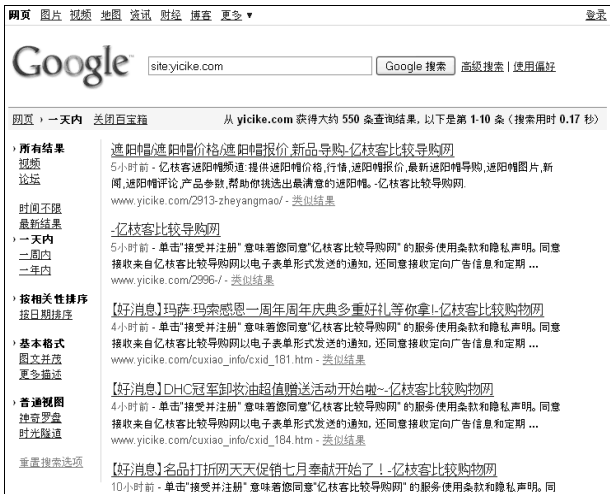 网页 图片 视频 地图 资讯 财经 博客 更多 ▼ 登录
Google site:yicike.com Google 搜索 高级搜索 | 使用偏好
网页 › 一天内 关闭百宝箱 从 yicike.com 获得大约 550 条查询结果，以下是第 1-10 条（搜索用时 0.17 秒）
› 所有结果
视频
论坛
时间不限
最新结果
› 一天内
一周内
一年内
› 按相关性排序
按日期排序
› 基本格式
图文并茂
更多描述
› 普通视图
神奇罗盘
时光隧道
重置搜索选项
遮阳帽/遮阳帽价格/遮阳帽报价,新品导购-亿枝客比较导购网
5小时前 - 亿枝客遮阳帽频道:提供遮阳帽价格,行情,遮阳帽报价,最新遮阳帽导购,遮阳帽图片,新
闻,遮阳帽评论,产品参数,帮助你挑选出最清意的遮阳帽。-亿枝客比较导购网.
www.yicike.com/2913-zheyangmao/ - 类似结果
-亿枝客比较导购网
5小时前 - 单击"接受并注册" 意味着您同意"亿枝客比较导购网" 的服务使用条款和隐私声明。同意
接收来自亿枝客比较导购网以电子表单形式发送的通知, 还同意接收定向广告信息和定期 ...
www.yicike.com/2996-/ - 类似结果
【好消息】玛萨·玛索感恩一周年周年庆典多重好礼等你拿!-亿枝客比较购物网
4小时前 - 单击"接受并注册" 意味着您同意"亿枝客比较导购网" 的服务使用条款和隐私声明。同意
接收来自亿枝客比较导购网以电子表单形式发送的通知, 还同意接收定向广告信息和定期 ...
www.yicike.com/cuxiao_info/cxid_181.htm - 类似结果
【好消息】DHC冠军卸妆油超值赠送活动开始啦~-亿枝客比较购物网
4小时前 - 单击"接受并注册" 意味着您同意"亿枝客比较导购网" 的服务使用条款和隐私声明。同意
接收来自亿枝客比较导购网以电子表单形式发送的通知, 还同意接收定向广告信息和定期 ...
www.yicike.com/cuxiao_info/cxid_184.htm - 类似结果
【好消息】名品打折网天天促销七月奉献开始了！-亿枝客比较购物网
10小时前 - 单击"接受并注册" 意味着您同意"亿枝客比较导购网" 的服务使用条款和隐私声明。同